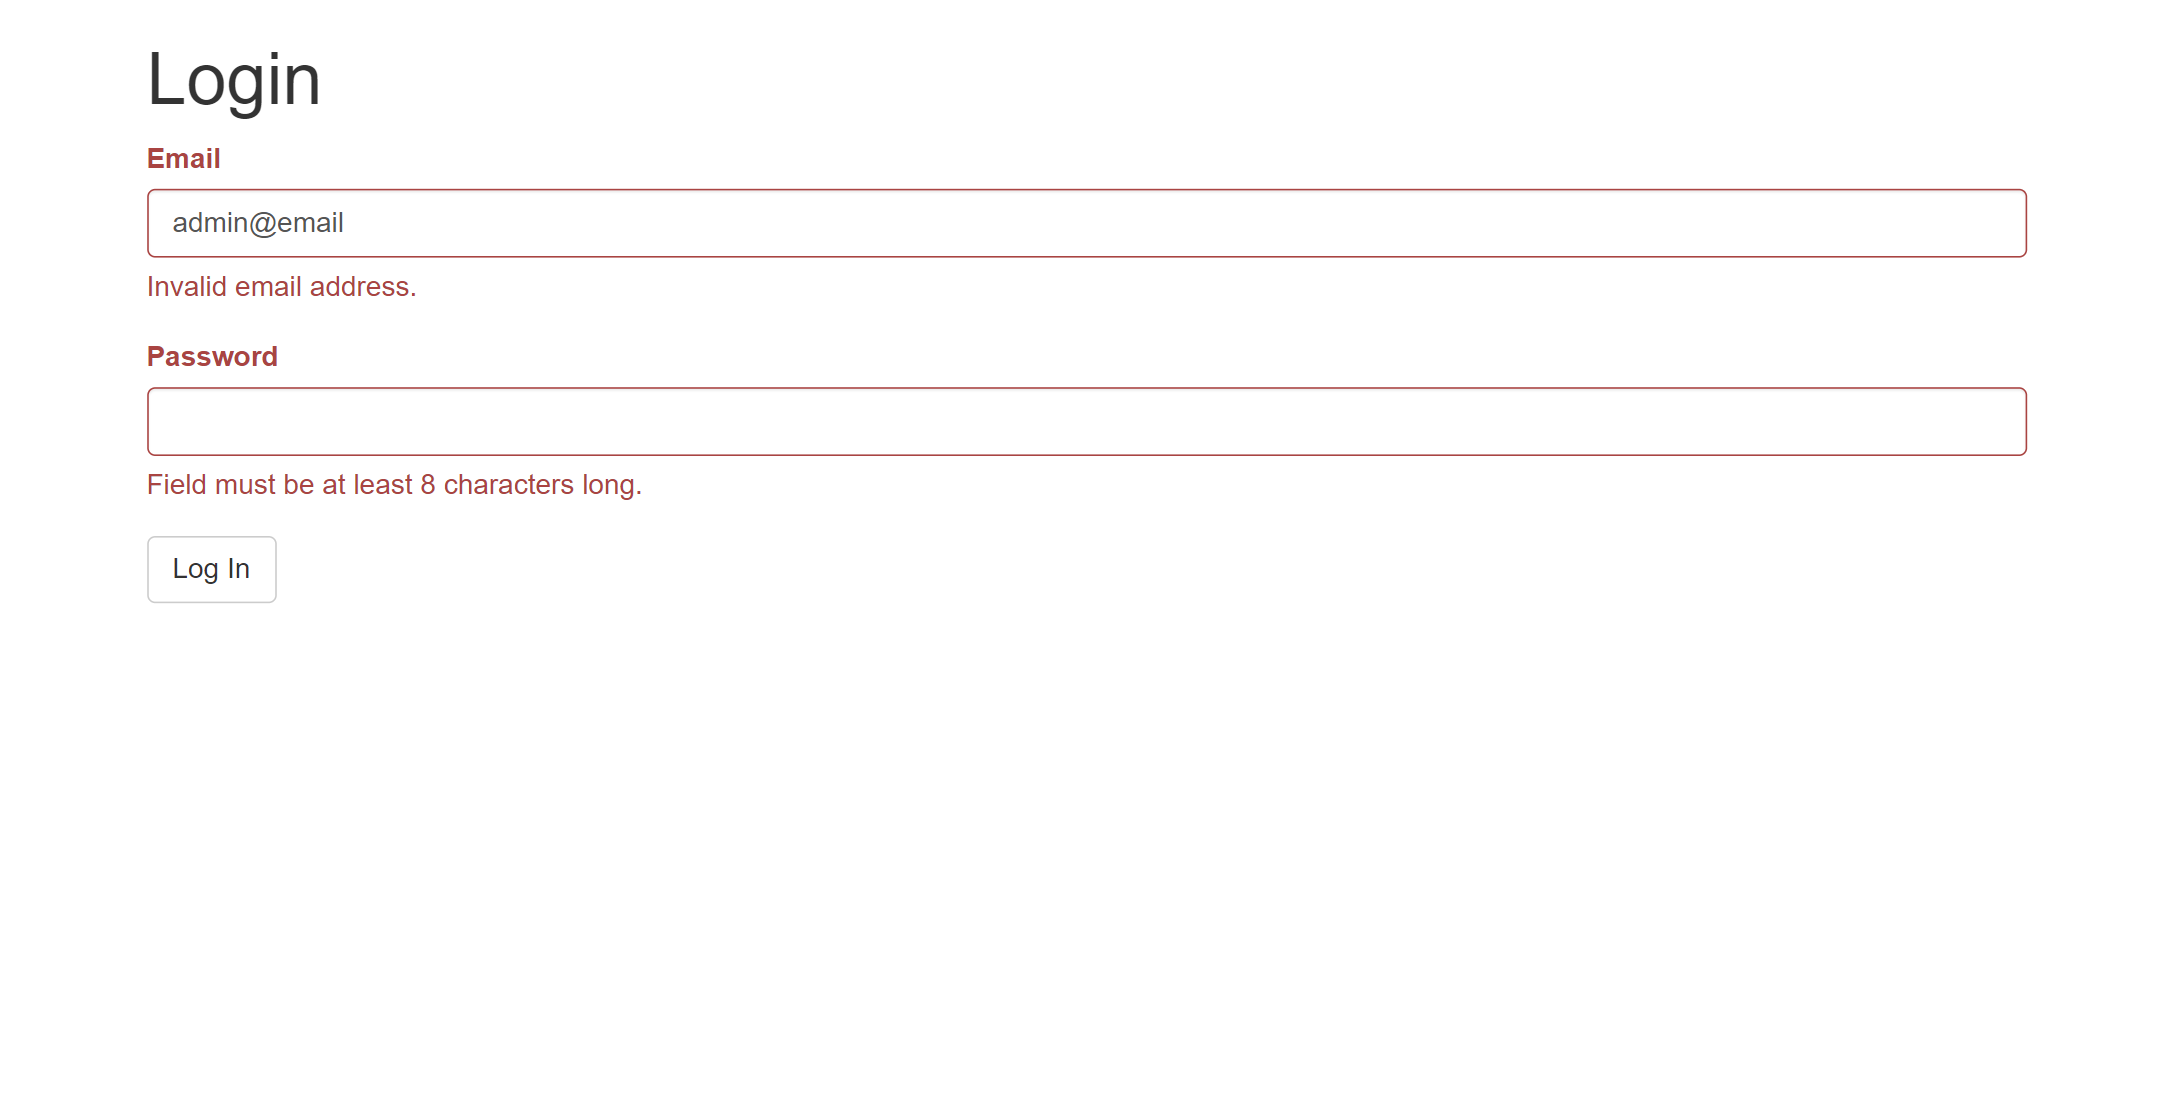 Login
Email
admin@email
Invalid email address.
Password
Field must be at least 8 characters long.
Log In